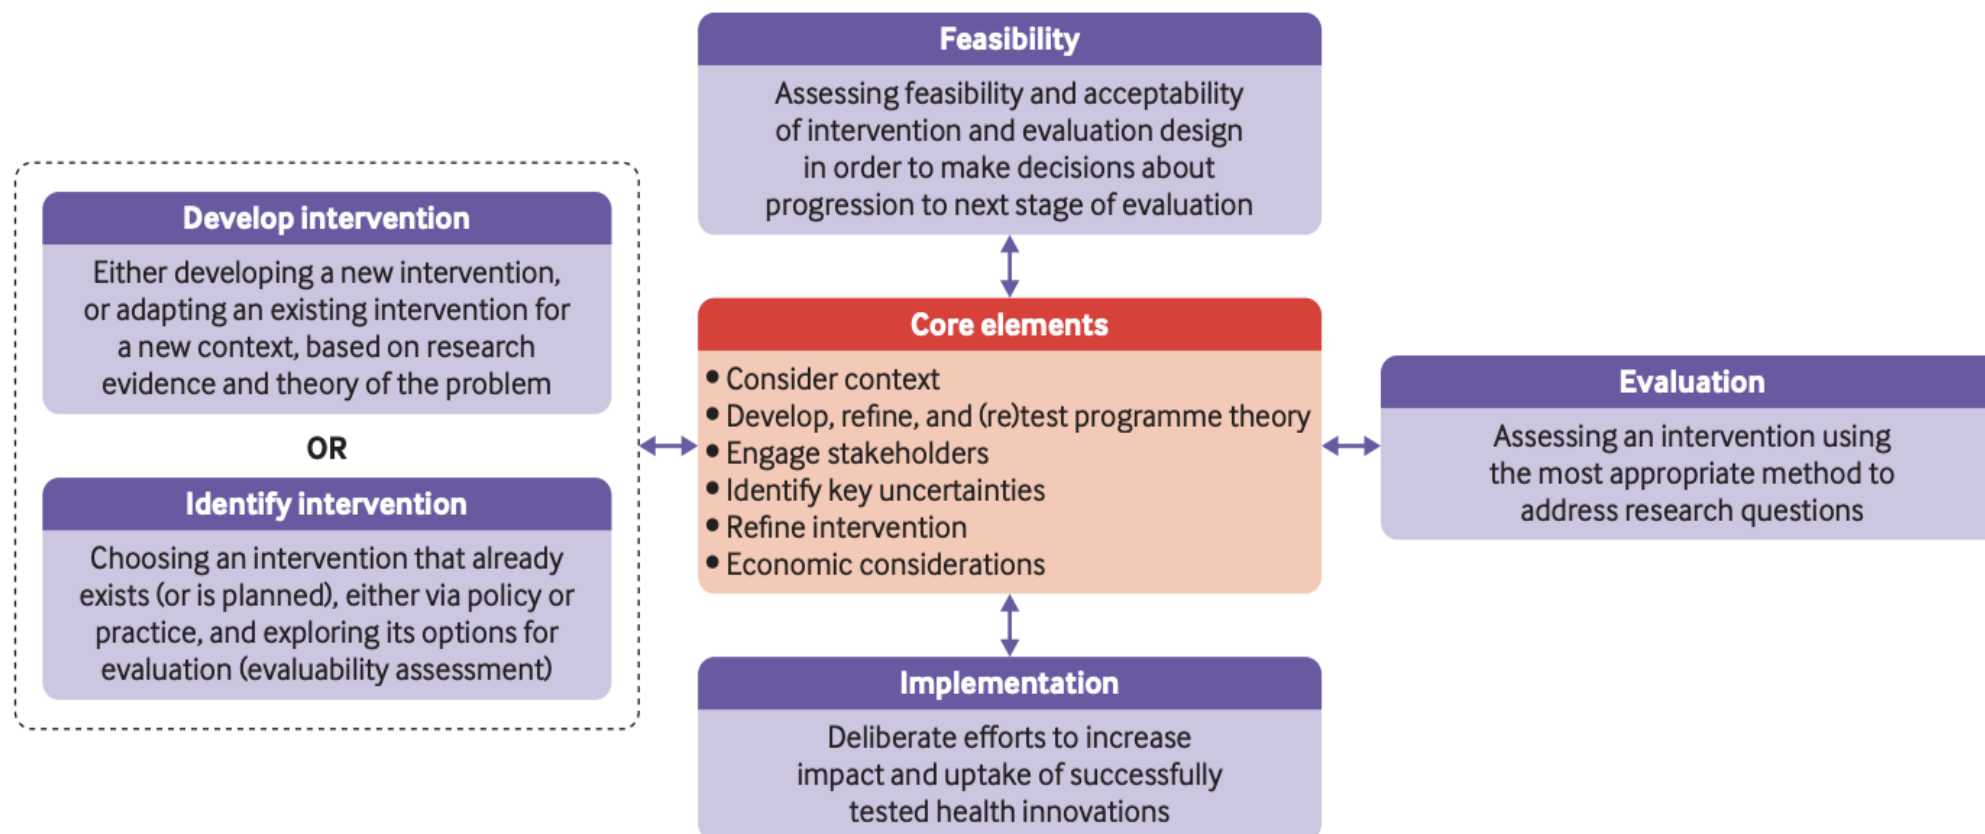 Feasibility
Assessing feasibility and acceptability
of intervention and evaluation design
in order to make decisions about
progression to next stage of evaluation
Develop intervention
Either developing a new intervention,
or adapting an existing intervention for
a new context, based on research
evidence and theory of the problem
OR
Identify intervention
Choosing an intervention that already
exists (or is planned), either via policy or
practice, and exploring its options for
evaluation (evaluability assessment)
Core elements
• Consider context
• Develop, refine, and (re)test programme theory
• Engage stakeholders
• Identify key uncertainties
• Refine intervention
• Economic considerations
Evaluation
Assessing an intervention using
the most appropriate method to
address research questions
Implementation
Deliberate efforts to increase
impact and uptake of successfully
tested health innovations